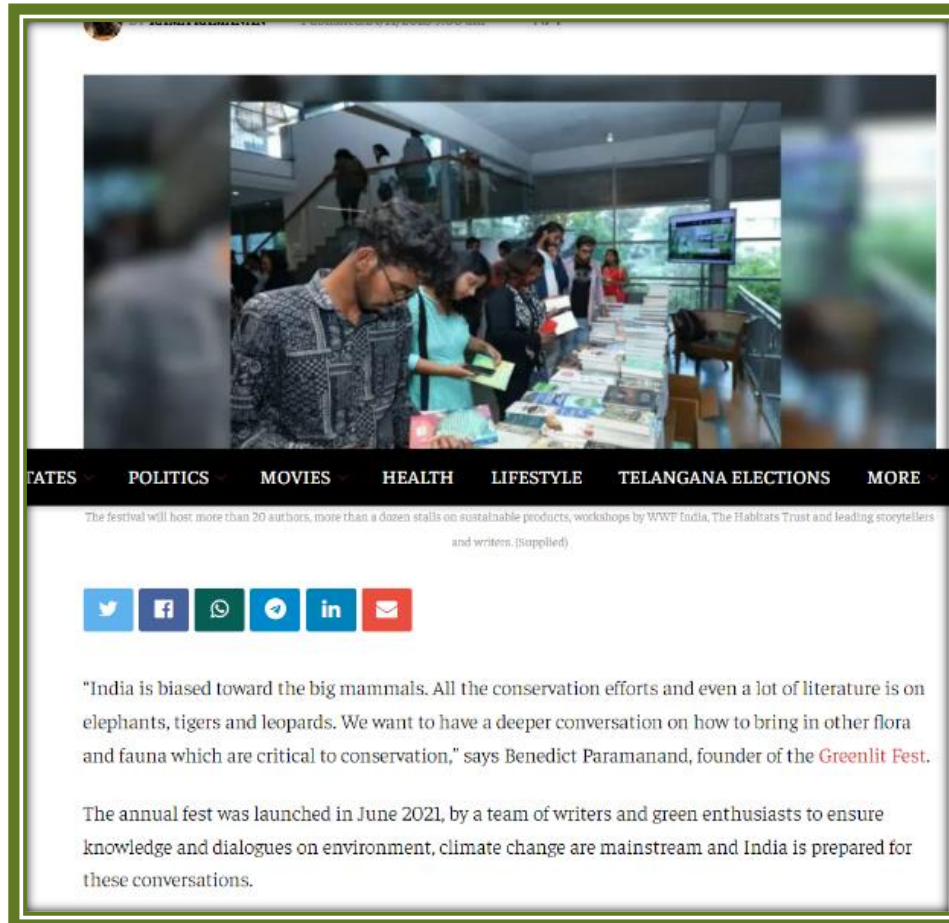 TATES POLITICS MOVIES HEALTH LIFESTYLE TELANGANA ELECTIONS MORE
The festival will host more than 20 authors, more than a dozen stalls on sustainable products, workshops by WWF India, The Habitats Trust and leading storytellers
and writers. (Supplied)
in
"India is biased toward the big mammals. All the conservation efforts and even a lot of literature is on
elephants, tigers and leopards. We want to have a deeper conversation on how to bring in other flora
and fauna which are critical to conservation," says Benedict Paramanand, founder of the Greenlit Fest.
The annual fest was launched in June 2021, by a team of writers and green enthusiasts to ensure
knowledge and dialogues on environment, climate change are mainstream and India is prepared for
these conversations.